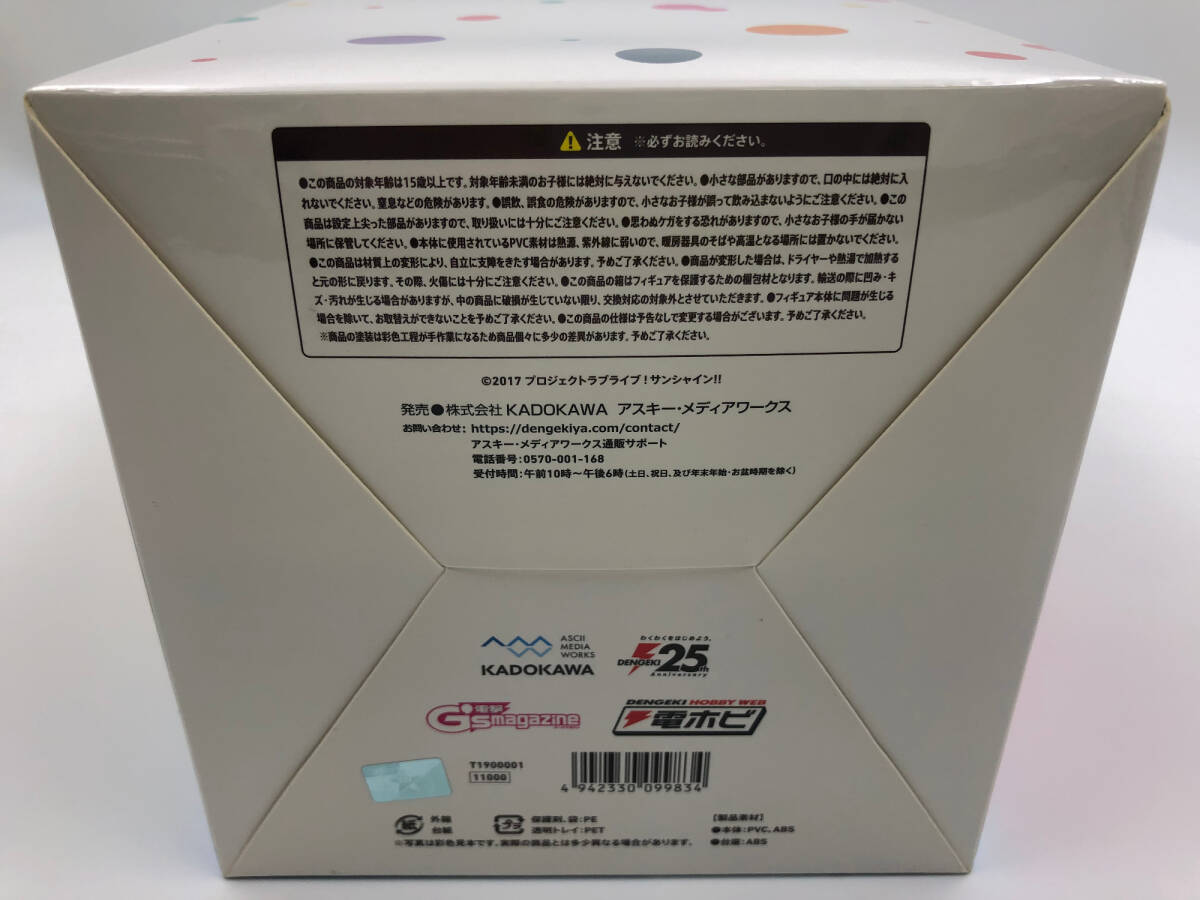 注意 ※必ずお読みください。
●この商品の対象年齢は15歳以上です。対象年齢未満のお子様には絶対に与えないでください。●小さな部品がありますので、口の中には絶対に入
れないでください。窒息などの危険があります。●誤飲、誤食の危険がありますので、小さなお子様が誤って飲み込まないようにご注意ください。●この
商品は設定上尖った部品がありますので、取り扱いには十分にご注意ください。●思わぬケガをする恐れがありますので、小さなお子様の手が届かない
場所に保管してください。●本体に使用されているPVC素材は熱源、紫外線に弱いので、暖房器具のそばや高温となる場所には置かないでください。
●この商品は材質上の変形により、自立に支障をきたす場合があります。予めご了承ください。●商品が変形した場合は、ドライヤーや熱湯で加熱する
と元の形に戻ります。その際、火傷には十分にご注意ください。●この商品の箱はフィギュアを保護するための梱包材となります。輸送の際に凹み・キ
ズ・汚れが生じる場合がありますが、中の商品に破損が生じていない限り、交換対応の対象外とさせていただきます。●フィギュア本体に問題が生じる
場合を除いて、お取替えができないことを予めご了承ください。●この商品の仕様は予告なしで変更する場合がございます。予めご了承ください。
※商品の塗装は彩色工程が手作業になるため商品個々に多少の差異があります。予めご了承ください。
©2017 プロジェクトラブライブ！サンシャイン!!
発売●株式会社 KADOKAWA アスキー・メディアワークス
お問い合わせ: https://dengekiya.com/contact/
アスキー・メディアワークス通販サポート
電話番号:0570-001-168
受付時間:午前10時〜午後6時(土日、祝日、及び年末年始・お盆時期を除く)
ASCII
MEDIA
WORKS
KADOKAWA
わくわくをはじめよう。
DENGEKI 25th
Anniversary
電撃
G'smagazine
DENGEKI HOBBY WEB
電ホビ
T1900001
11000
4 942330 099834
紙 外箱
台紙
プラ 保護剤、袋:PE
透明トレイ:PET
【製品素材】
●本体:PVC、ABS
●台座:ABS
※写真は彩色見本です。実際の商品とは多少異なる場合があります。